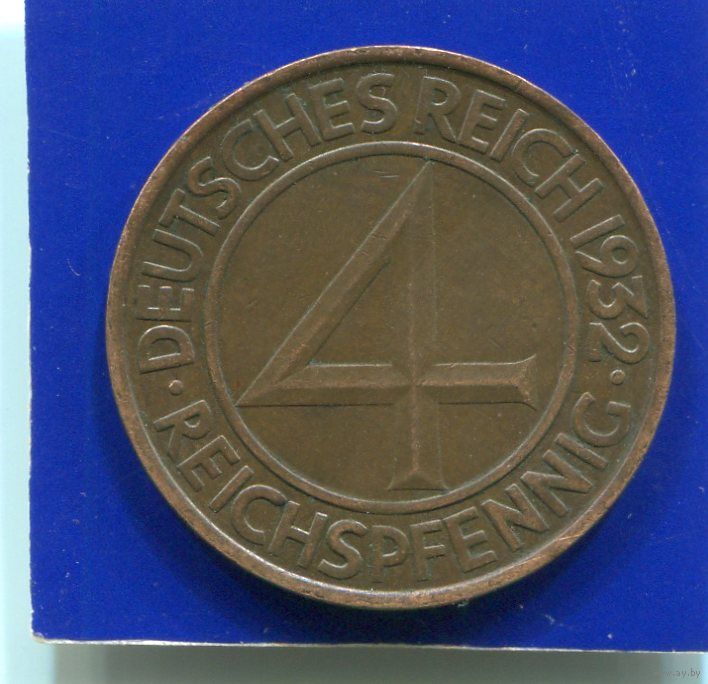 DEUTSCHES REICH 1932
REICHSPFENNIG
4